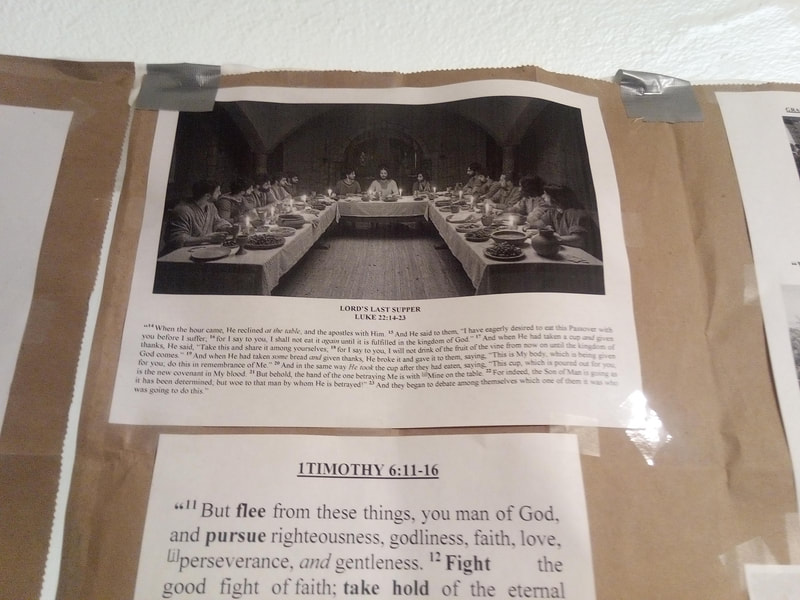 LORD'S LAST SUPPER
LUKE 22:14-23
"14 When the hour came, He reclined at the table, and the apostles with Him. 15 And He said to them, "I have eagerly desired to eat this Passover with
you before I suffer; 16 for I say to you, I shall not eat it again until it is fulfilled in the kingdom of God." 17 And when He had taken a cup and given
thanks, He said, "Take this and share it among yourselves; 18 for I say to you, I will not drink of the fruit of the vine from now on until the kingdom of
God comes." 19 And when He had taken some bread and given thanks, He broke it and gave it to them, saying, "This is My body, which is being given
for you; do this in remembrance of Me." 20 And in the same way He took the cup after they had eaten, saying, "This cup, which is poured out for you,
is the new covenant in My blood. 21 But behold, the hand of the one betraying Me is with Mine on the table. 22 For indeed, the Son of Man is going as
it has been determined, but woe to that man by whom He is betrayed!" 23 And they began to debate among themselves which one of them it was who
was going to do this."
1TIMOTHY 6:11-16
"11 But flee from these things, you man of God,
and pursue righteousness, godliness, faith, love,
[i]perseverance, and gentleness. 12 Fight the
good fight of faith; take hold of the eternal